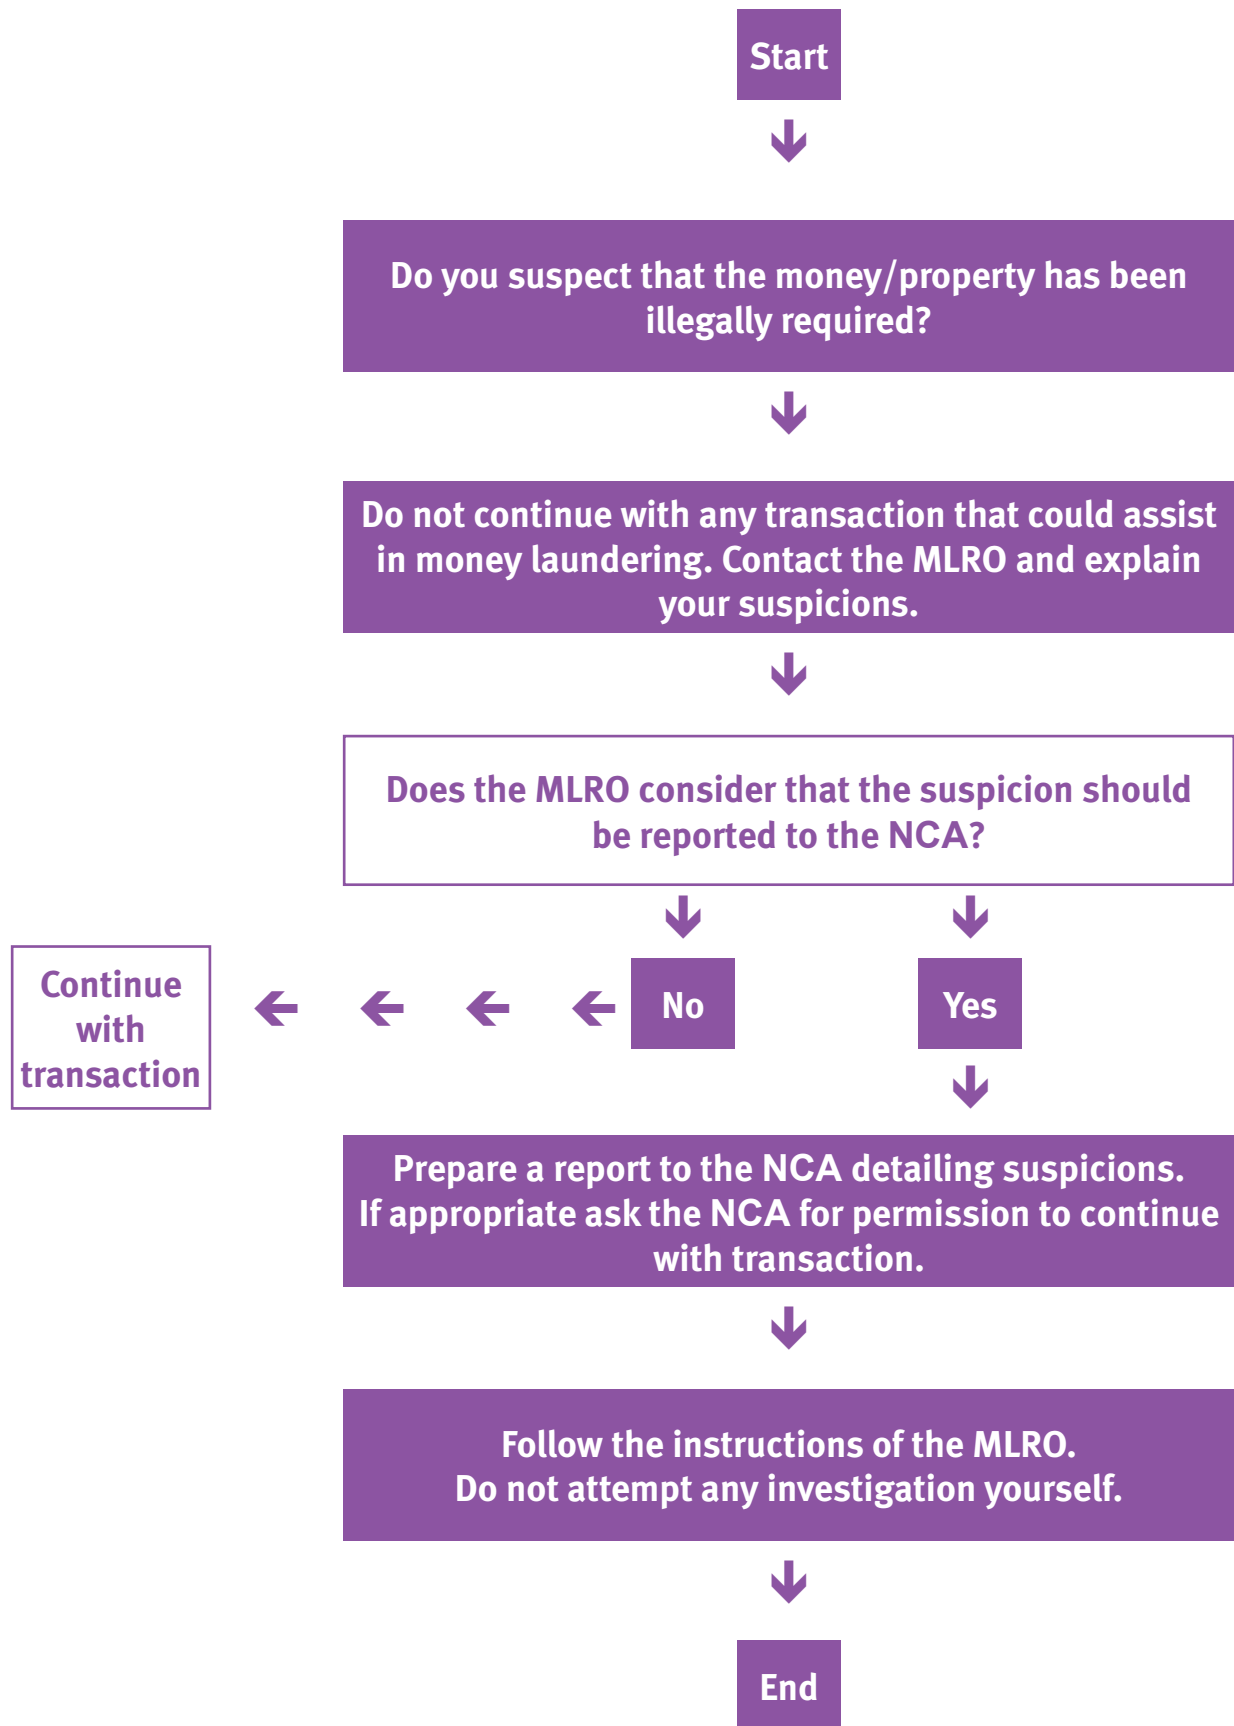 Start
Do you suspect that the money/property has been
illegally required?
Do not continue with any transaction that could assist
in money laundering. Contact the MLRO and explain
your suspicions.
Does the MLRO consider that the suspicion should
be reported to the NCA?
Continue
with
transaction
No
Yes
Prepare a report to the NCA detailing suspicions.
If appropriate ask the NCA for permission to continue
with transaction.
Follow the instructions of the MLRO.
Do not attempt any investigation yourself.
End